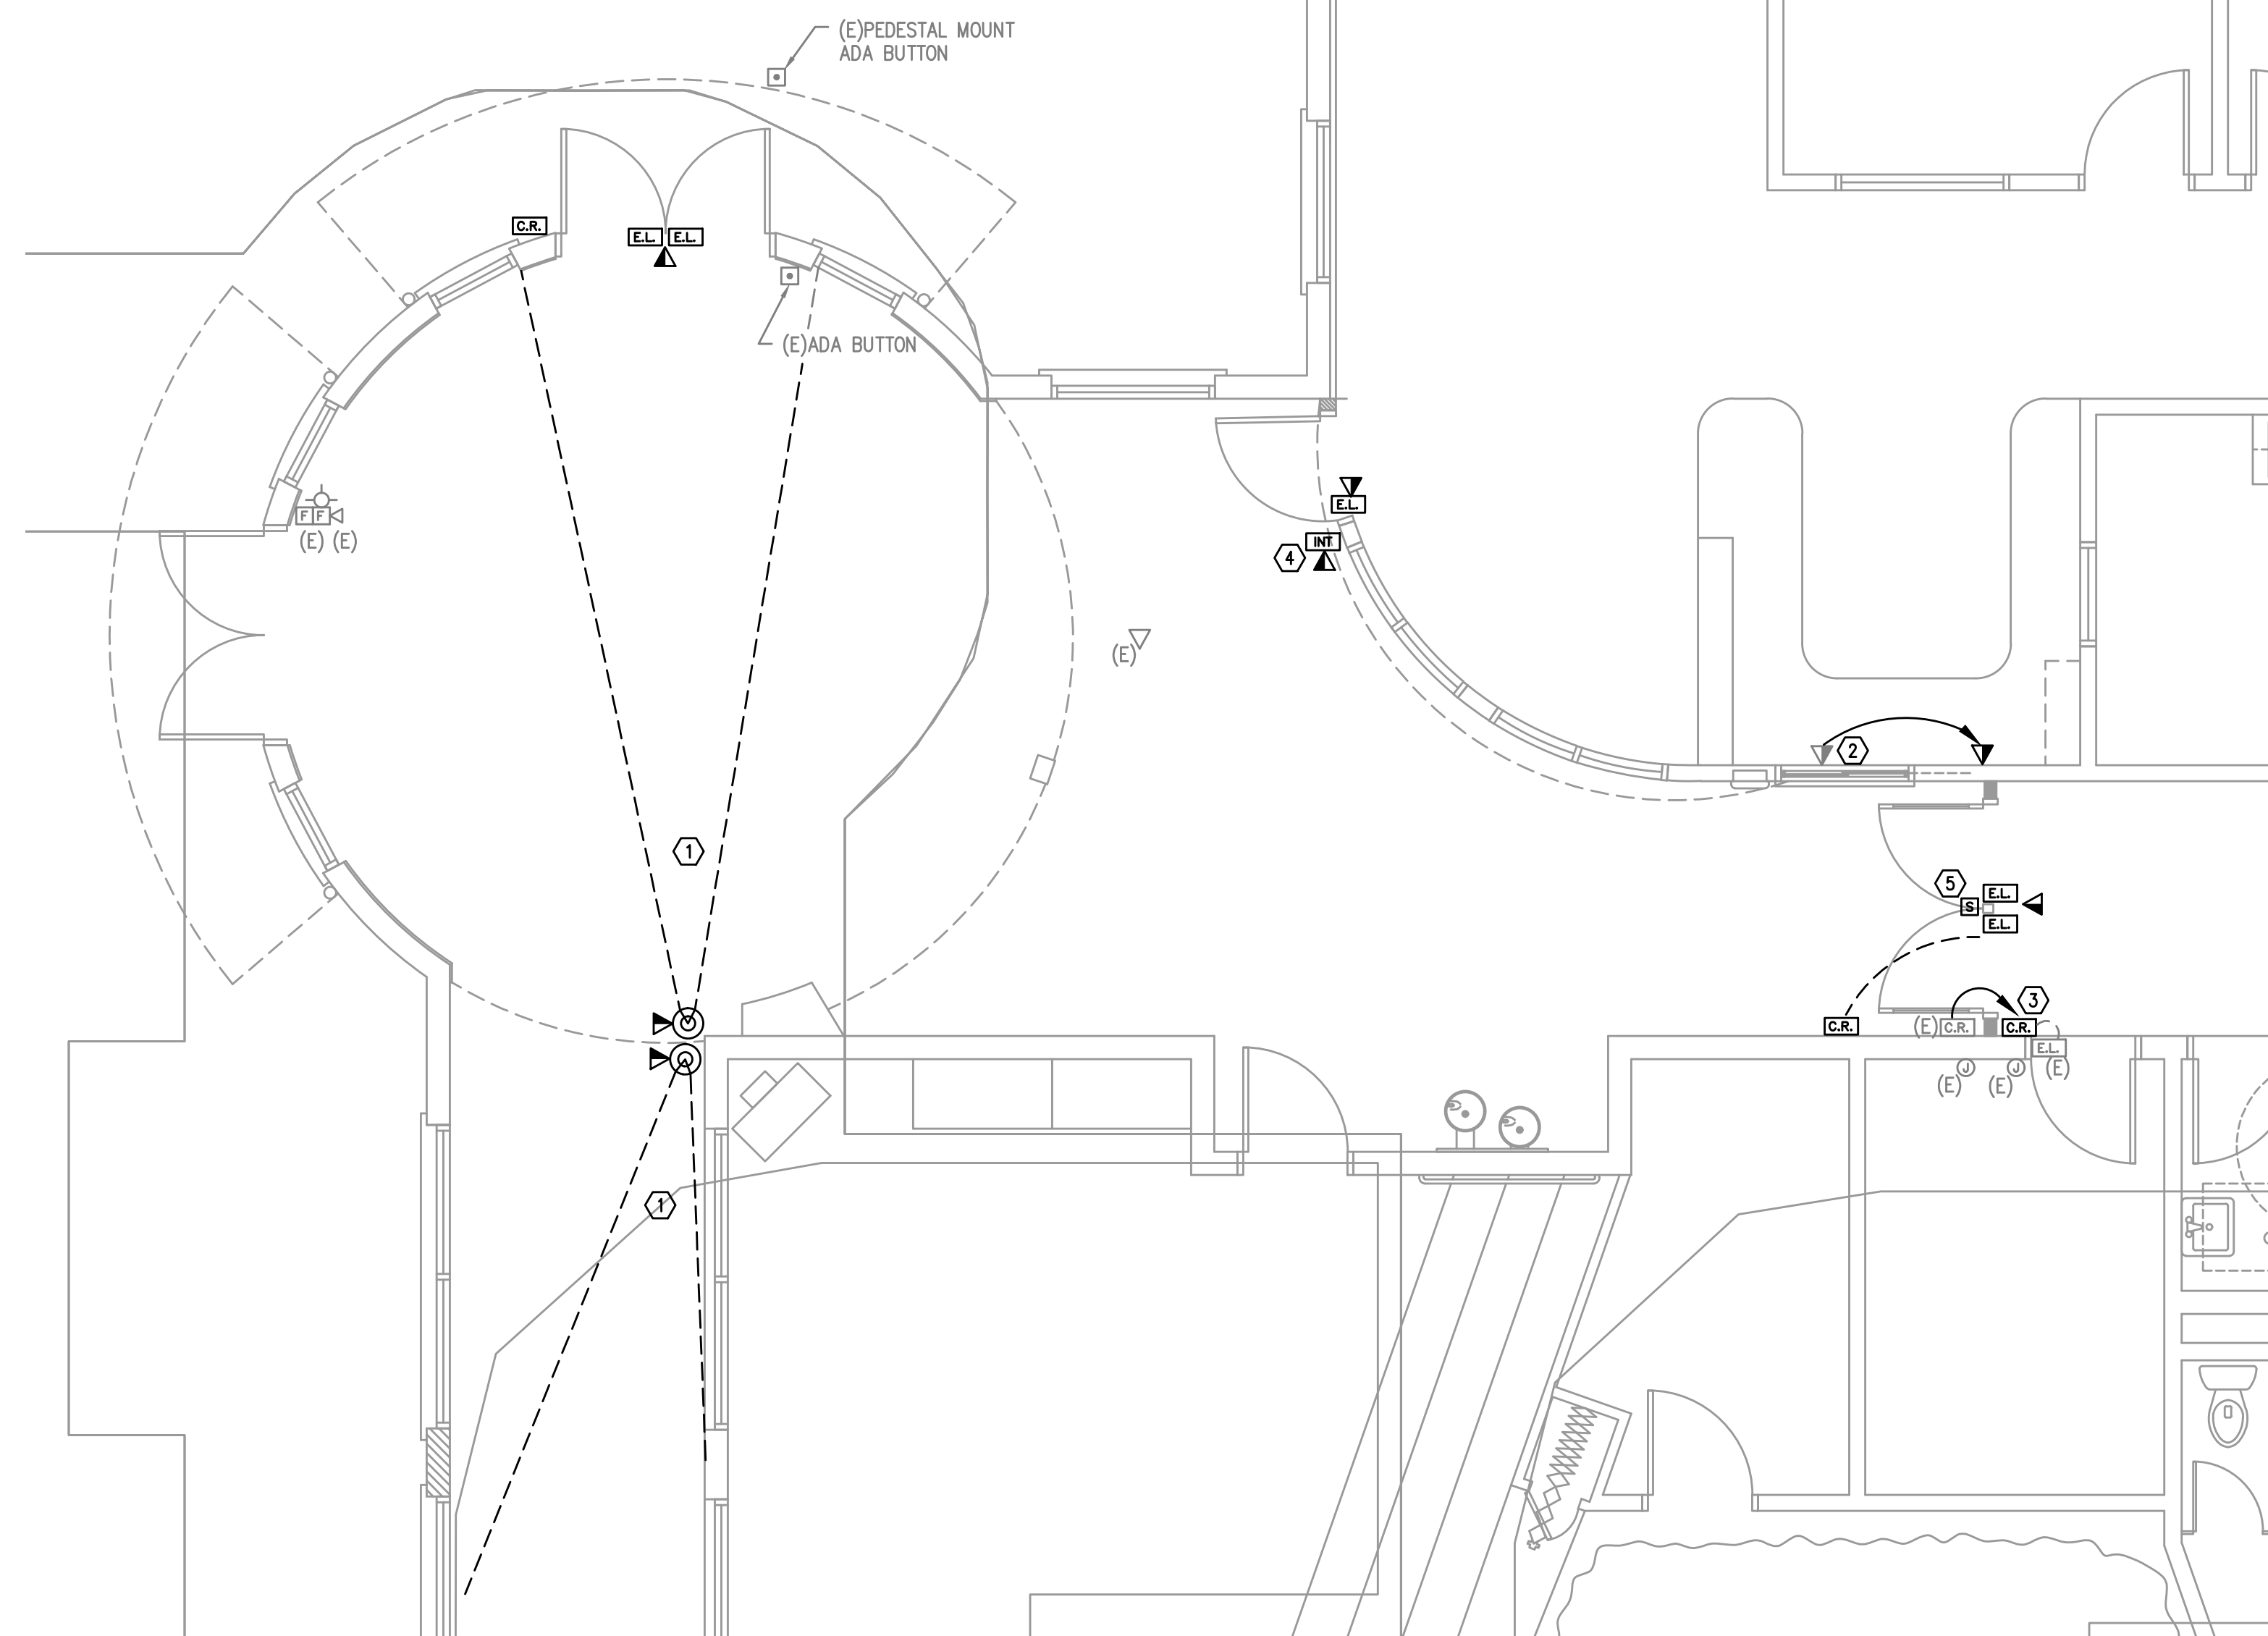 (E)PEDESTAL MOUNT
ADA BUTTON
C.R.
E.L. E.L.
(E)ADA BUTTON
E.L.
F F
(E) (E)
INT
4
(E)
2
1
5
E.L.
S
E.L.
3
C.R.
(E) C.R.
C.R.
E.L.
J
J
(E)
(E)
(E)
1